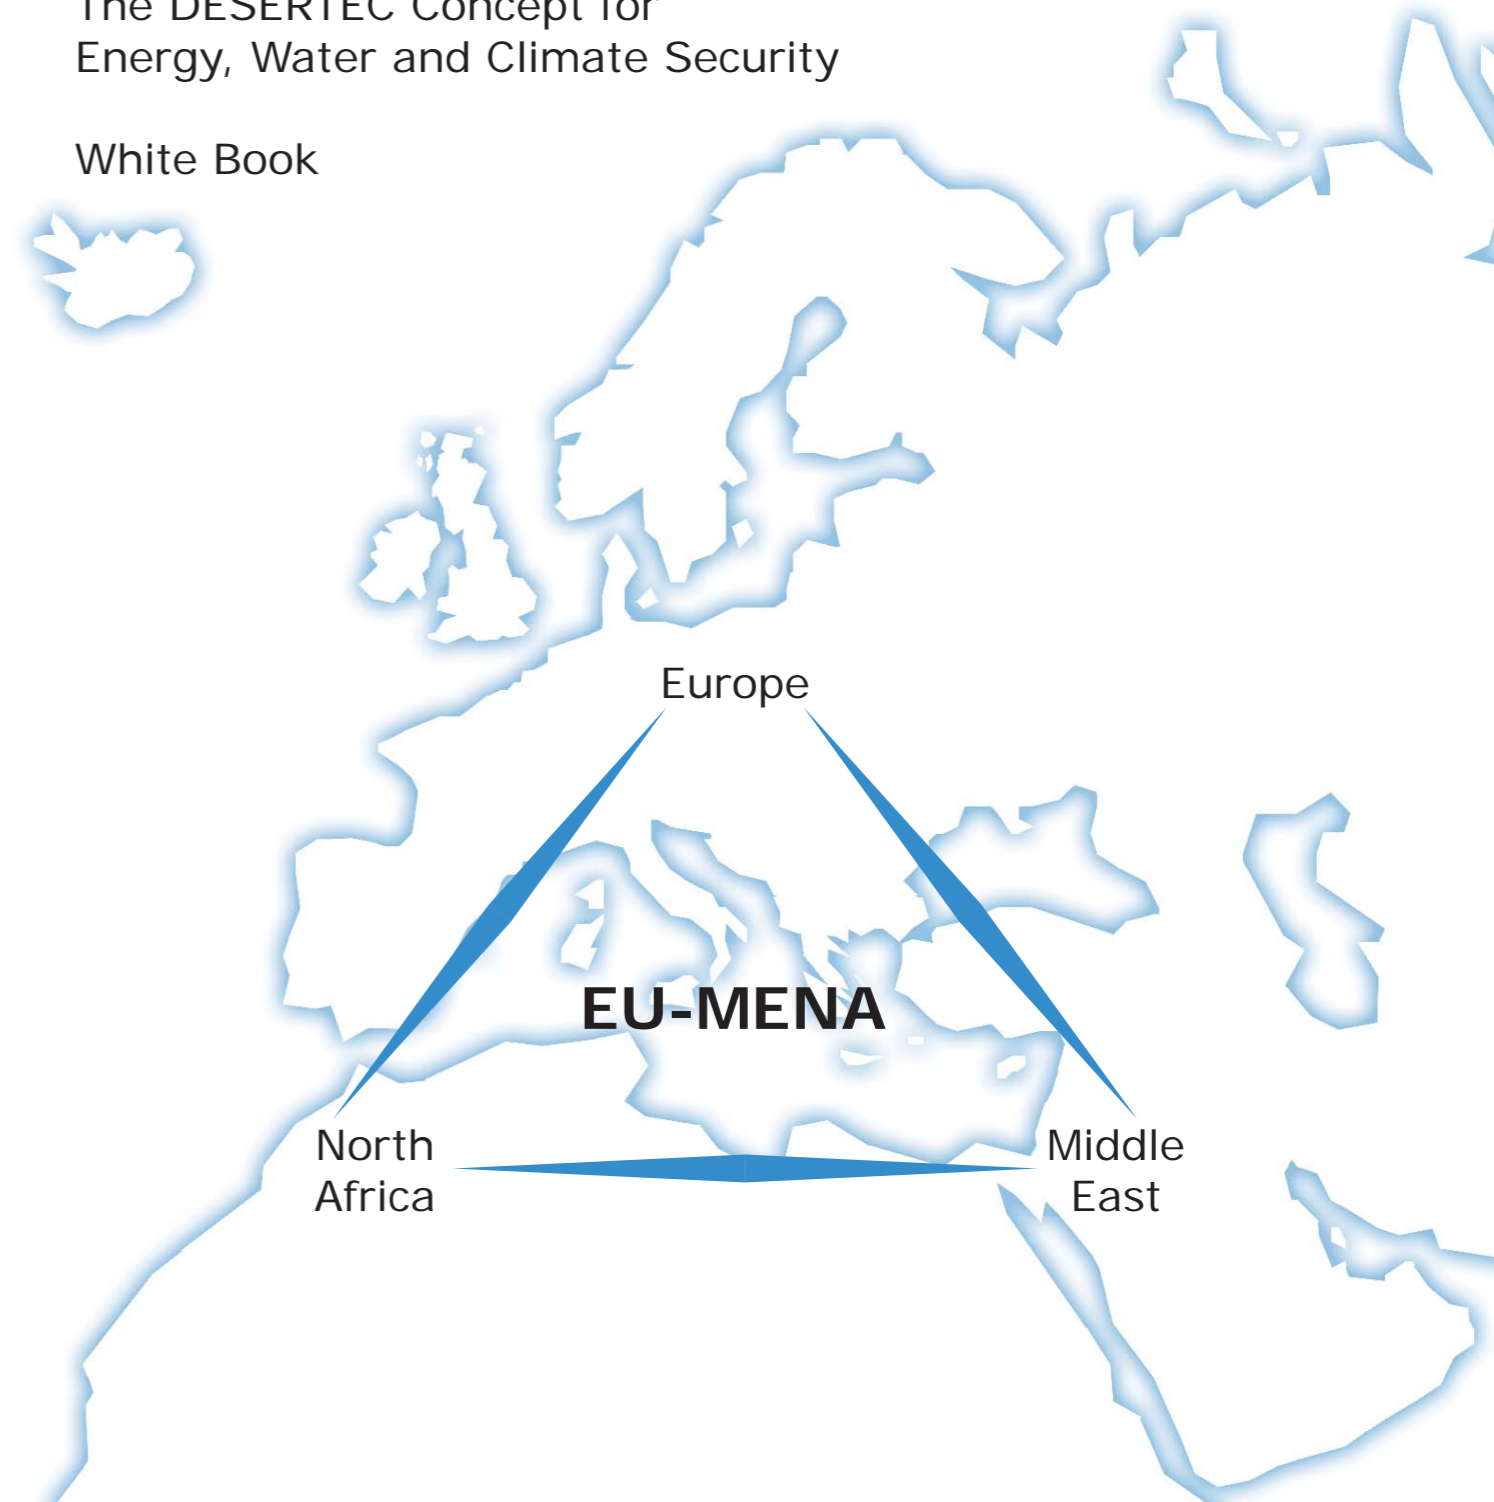 The DESERTEC Concept for
Energy, Water and Climate Security
White Book
Europe
EU-MENA
North
Africa
Middle
East